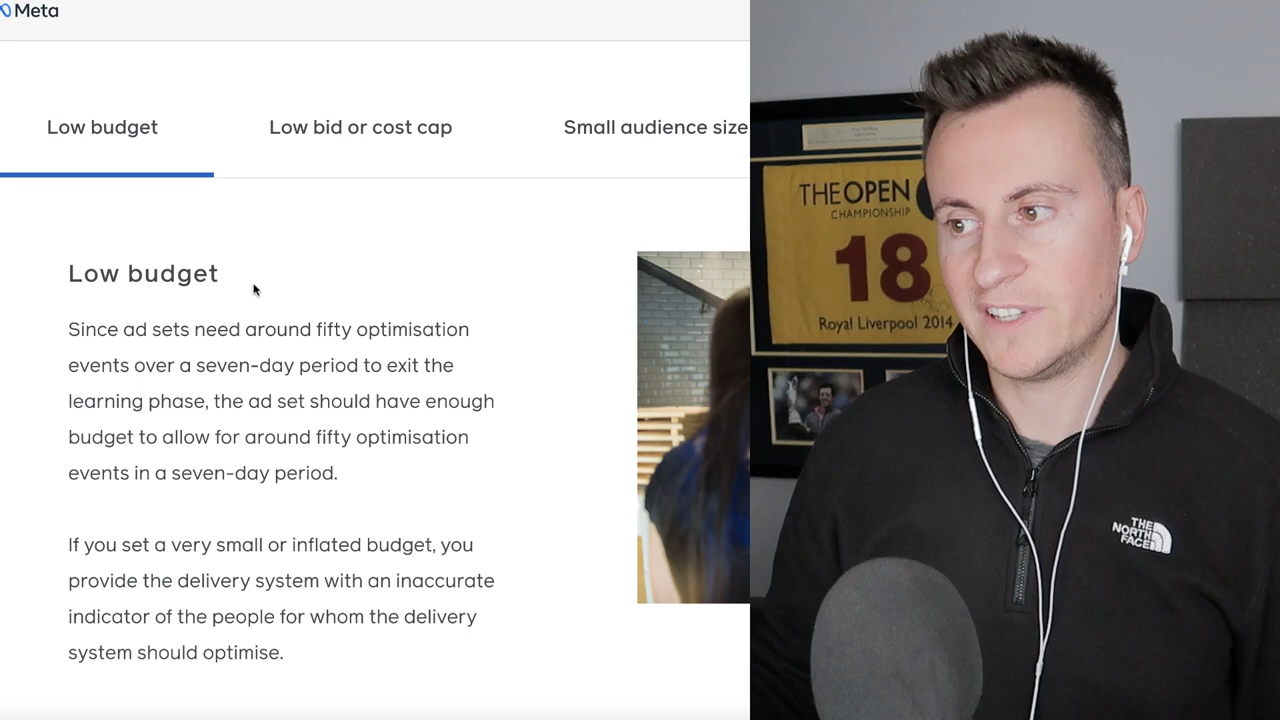 Meta
Low budget
Low bid or cost cap
Small audience size
Low budget
Since ad sets need around fifty optimisation
events over a seven-day period to exit the
learning phase, the ad set should have enough
budget to allow for around fifty optimisation
events in a seven-day period.
If you set a very small or inflated budget, you
provide the delivery system with an inaccurate
indicator of the people for whom the delivery
system should optimise.
THE OPEN
CHAMPIONSHIP
18
Royal Liverpool 2014
THE
NORTH
FACE